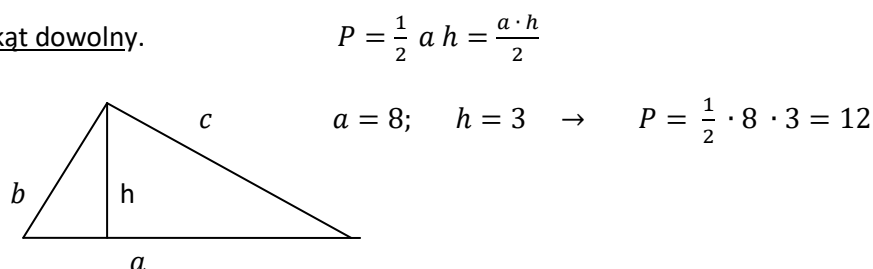 kąt dowolny. P = 1/2 a h = a · h/2
c a = 8; h = 3 → P = 1/2 · 8 · 3 = 12
b h
a